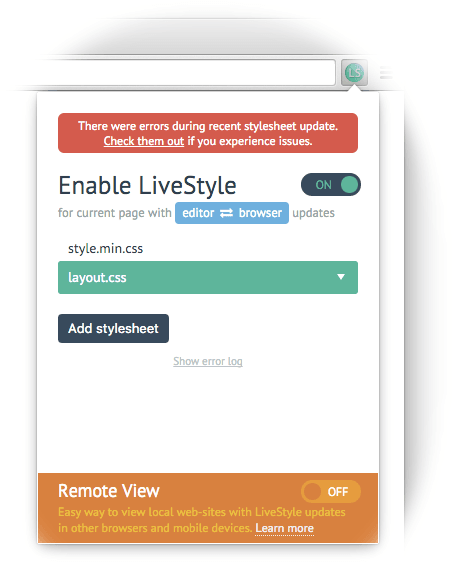 LS
There were errors during recent stylesheet update.
Check them out if you experience issues.
Enable LiveStyle
ON
for current page with editor ⇄ browser updates
style.min.css
layout.css
Add stylesheet
Show error log
Remote View
OFF
Easy way to view local web-sites with LiveStyle updates
in other browsers and mobile devices. Learn more